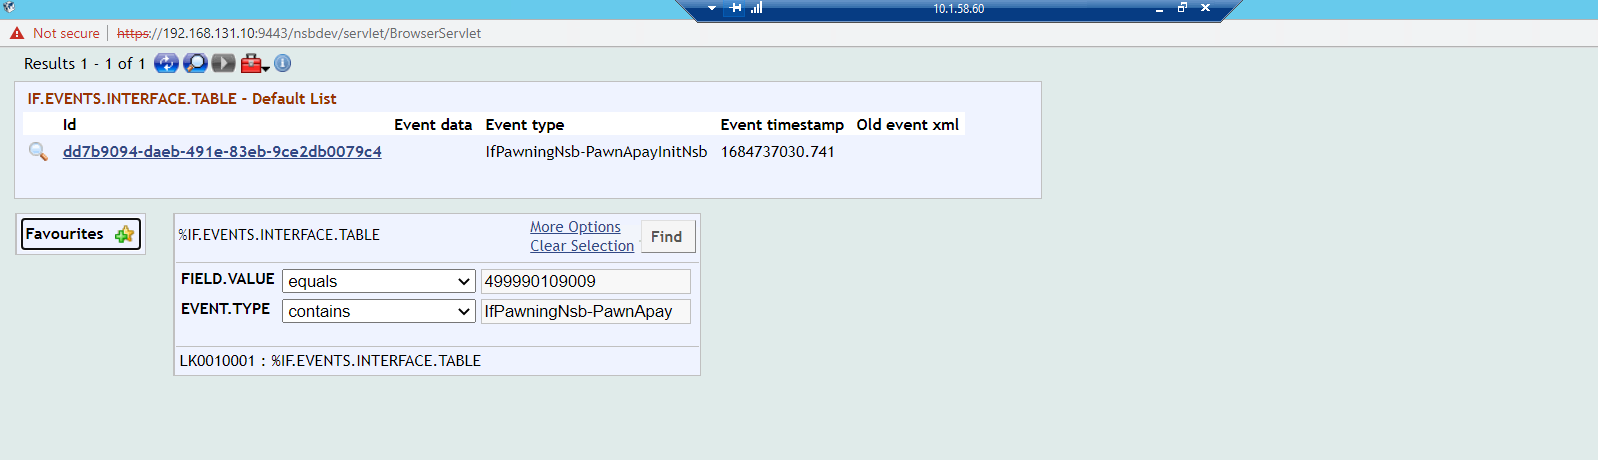 10.1.58.60
Not secure | https://192.168.131.10:9443/nsbdev/servlet/BrowserServlet
Results 1 - 1 of 1
IF.EVENTS.INTERFACE.TABLE - Default List
Id Event data Event type Event timestamp Old event xml
dd7b9094-daeb-491e-83eb-9ce2db0079c4 IfPawningNsb-PawnApayInitNsb 1684737030.741
Favourites
%IF.EVENTS.INTERFACE.TABLE
More Options
Clear Selection
Find
FIELD.VALUE equals 499990109009
EVENT.TYPE contains IfPawningNsb-PawnApay
LK0010001 : %IF.EVENTS.INTERFACE.TABLE